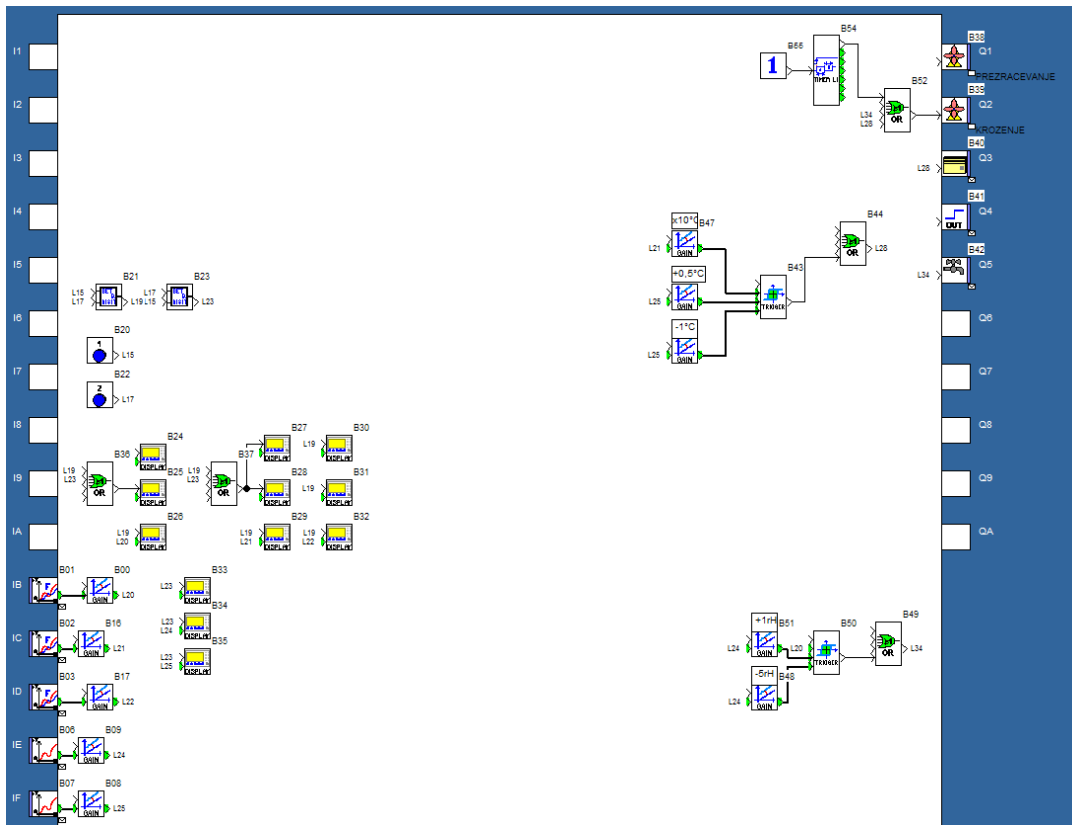 I1
I2
I3
I4
I5
I6
I7
I8
I9
IA
IB
IC
ID
IE
IF
B38
Q1
PREZRACEVANJE
B39
Q2
KROZENJE
B40
L28
Q3
B41
OUT
Q4
B42
L34
Q5
Q6
Q7
Q8
Q9
QA
1
B54
TIMER LI
B52
L34
L28
OR
x10°C
B47
L21
GAIN
+0,5°C
L25
GAIN
-1°C
L25
GAIN
B43
TRIGER
B44
OR
L28
B21
L15
L17
L19
B23
L17
L15
L23
B20
1
L15
B22
2
L17
B36
L19
L23
OR
B24
DISPLAY
B25
DISPLAY
B26
L19
L20
DISPLAY
B37
L19
L23
OR
B27
DISPLAY
B28
DISPLAY
B29
L19
L21
DISPLAY
B30
L19
DISPLAY
B31
L19
DISPLAY
B32
L19
L22
DISPLAY
B33
L23
DISPLAY
B34
L23
L24
DISPLAY
B35
L23
L25
DISPLAY
B01
F
B00
GAIN
L20
B02
F
B16
GAIN
L21
B03
F
B17
GAIN
L22
B06
B09
GAIN
L24
B07
B08
GAIN
L25
+1rH
B51
L24
GAIN
-5rH
B48
L24
GAIN
L20
B50
TRIGER
B49
OR
L34